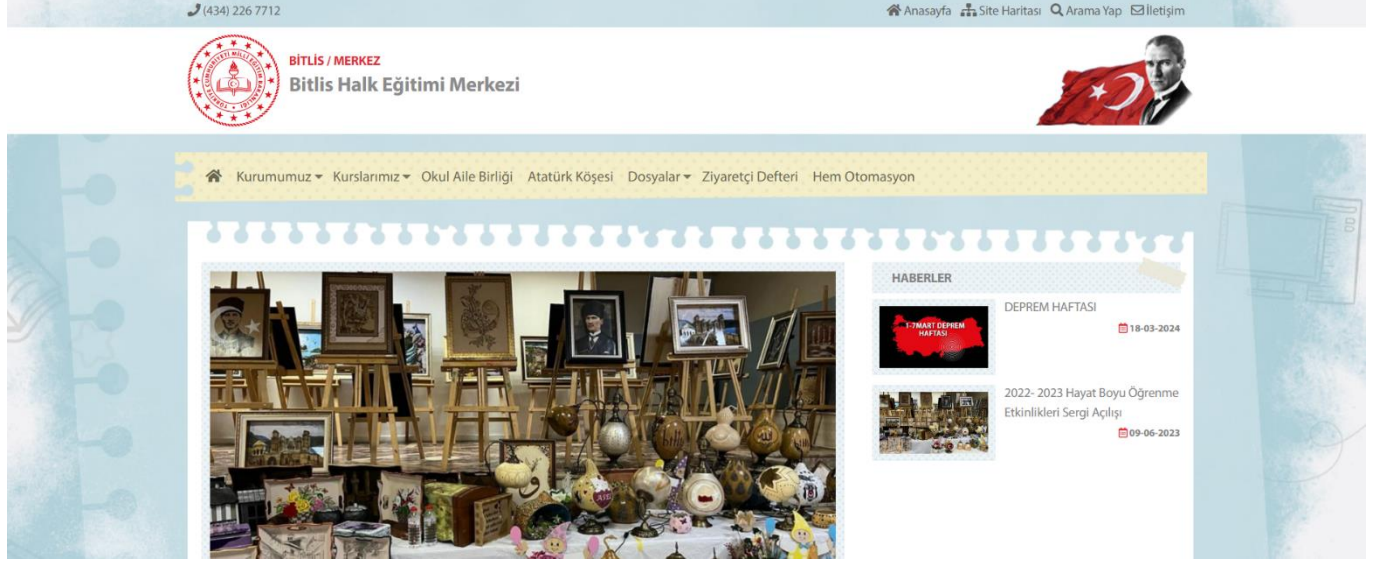 (434) 226 7712
Anasayfa Site Haritası Arama Yap İletişim
BİTLİS / MERKEZ
Bitlis Halk Eğitimi Merkezi
Kurumumuz Kurslarımız Okul Aile Birliği Atatürk Köşesi Dosyalar Ziyaretçi Defteri Hem Otomasyon
HABERLER
1-7MART DEPREM
HAFTASI
DEPREM HAFTASI
18-03-2024
2022- 2023 Hayat Boyu Öğrenme
Etkinlikleri Sergi Açılışı
09-06-2023